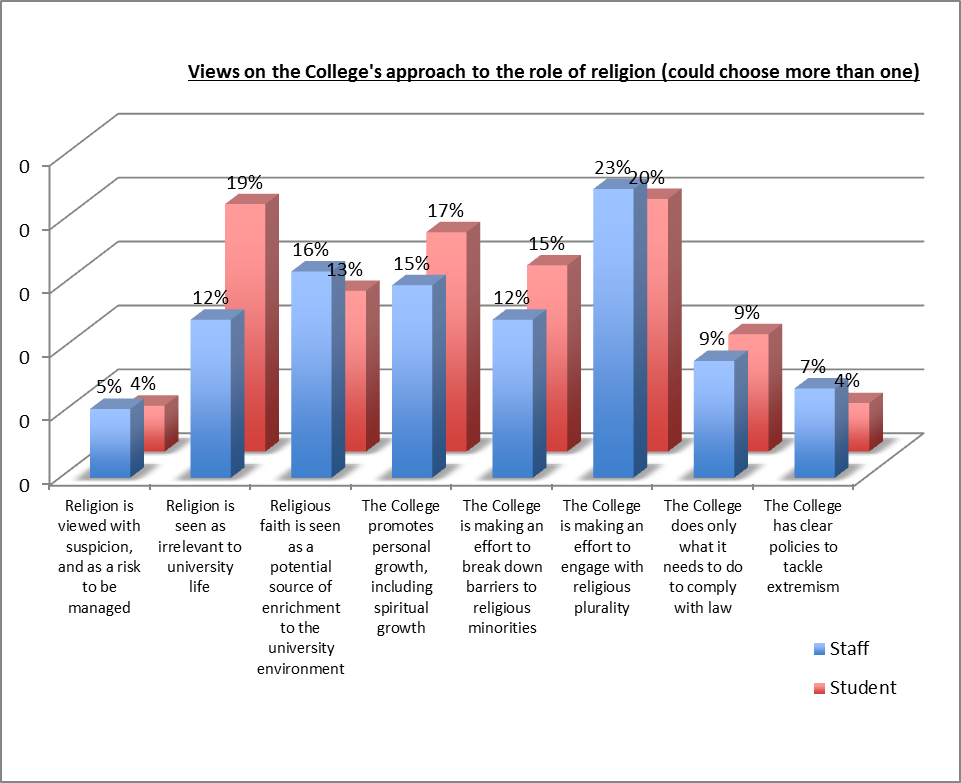 Views on the College's approach to the role of religion (could choose more than one)
0
0
0
0
0
0
5%
4%
12%
19%
16%
13%
15%
17%
12%
15%
23%
20%
9%
9%
7%
4%
Religion is
viewed with
suspicion,
and as a risk
to be
managed
Religion is
seen as
irrelevant to
university
life
Religious
faith is seen
as a
potential
source of
enrichment
to the
university
environment
The College
promotes
personal
growth,
including
spiritual
growth
The College
is making an
effort to
break down
barriers to
religious
minorities
The College
is making an
effort to
engage with
religious
plurality
The College
does only
what it
needs to do
to comply
with law
The College
has clear
policies to
tackle
extremism
Staff
Student